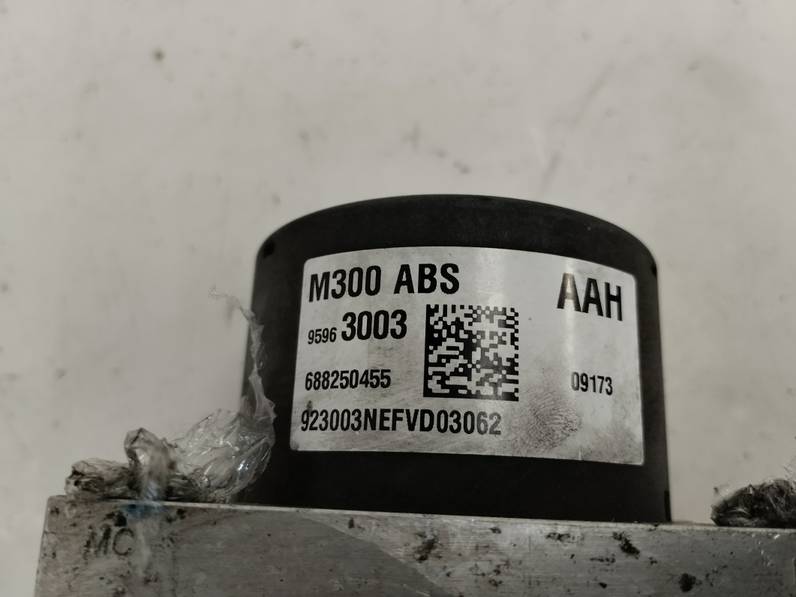 M300 ABS AAH
9596 3003
688250455 09173
923003NEFVD03062
MC